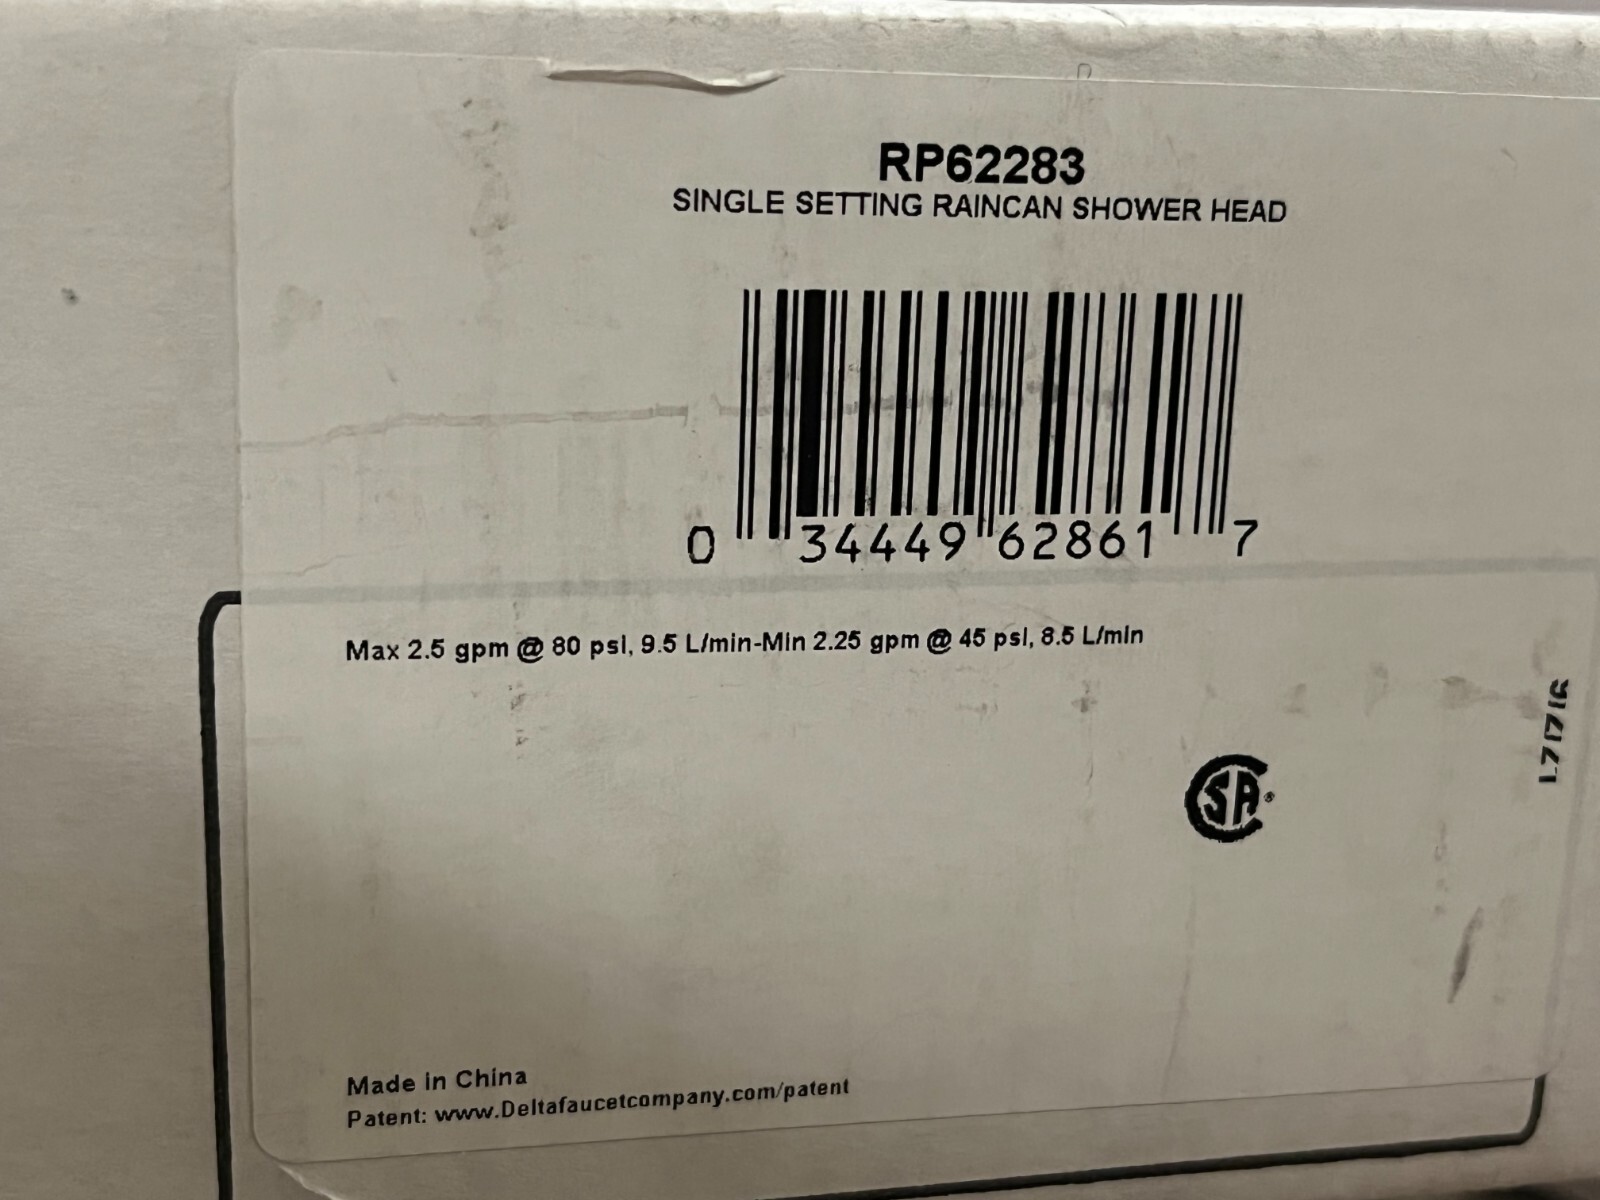 RP62283
SINGLE SETTING RAINCAN SHOWER HEAD
0 34449 62861 7
Max 2.5 gpm @ 80 psi, 9.5 L/min-Min 2.25 gpm @ 45 psi, 8.5 L/min
CSA®
Made in China
Patent: www.Deltafaucetcompany.com/patent